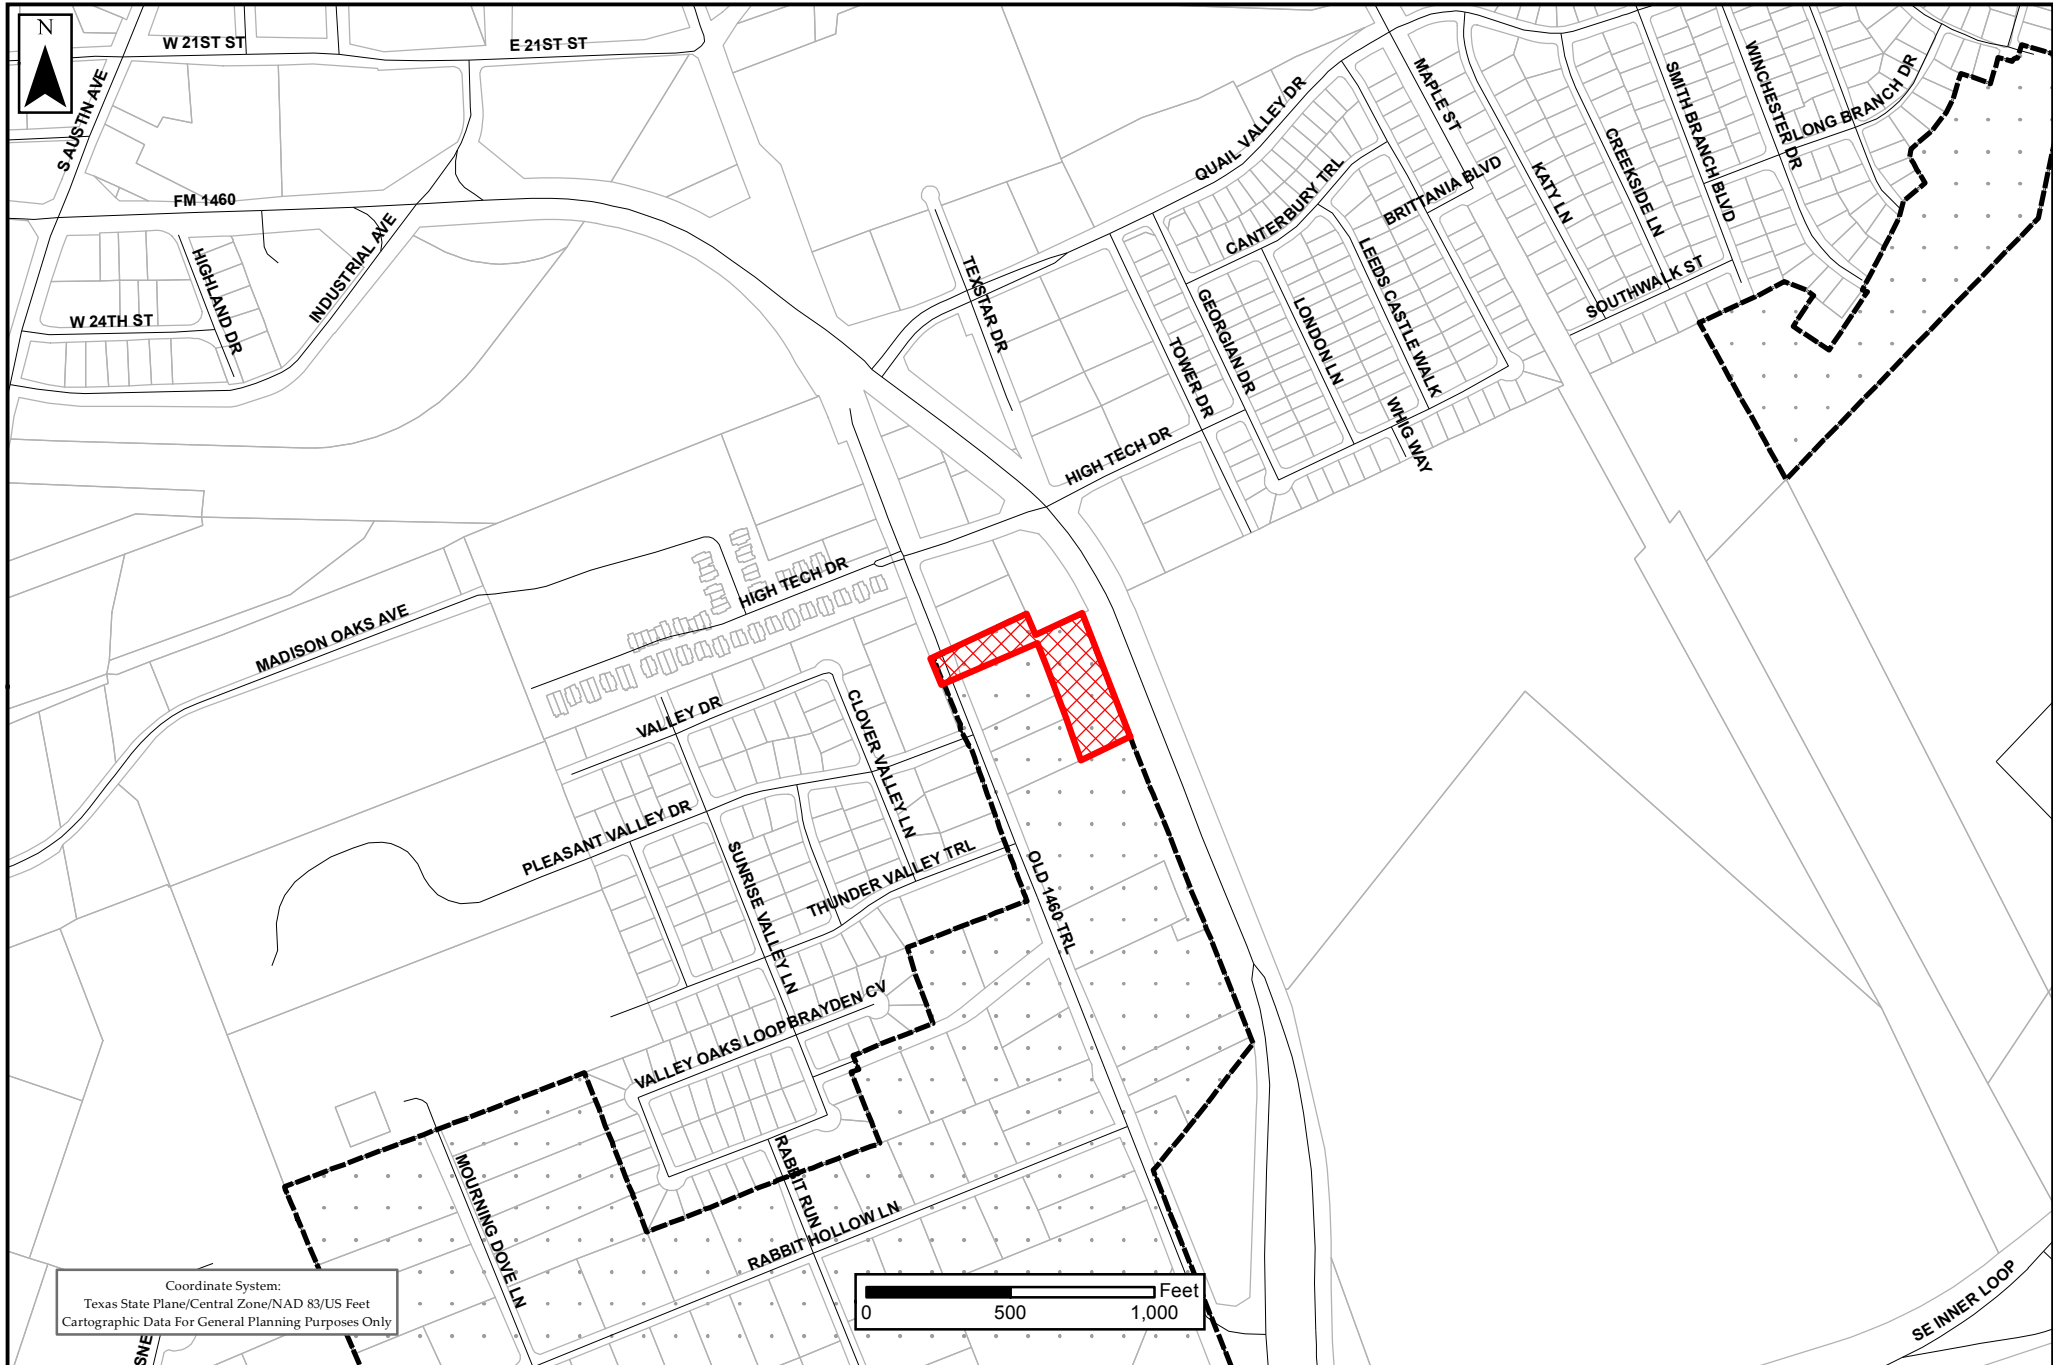 N
W 21ST ST
E 21ST ST
S AUSTIN AVE
FM 1460
HIGHLAND DR
INDUSTRIAL AVE
W 24TH ST
QUAIL VALLEY DR
MAPLE ST
SMITH BRANCH BLVD
WINCHESTER DR
LONG BRANCH DR
CANTERBURY TRL
BRITTANIA BLVD
KATY LN
CREEKSIDE LN
TEXSTAR DR
TOWER DR
GEORGIAN DR
LONDON LN
LEEDS CASTLE WALK
SOUTHWALK ST
WHIG WAY
HIGH TECH DR
HIGH TECH DR
MADISON OAKS AVE
VALLEY DR
CLOVER VALLEY LN
PLEASANT VALLEY DR
SUNRISE VALLEY LN
THUNDER VALLEY TRL
OLD 1460 TRL
VALLEY OAKS LOOP
BRAYDEN CV
MOURNING DOVE LN
RABBIT RUN
RABBIT HOLLOW LN
SE INNER LOOP
SNE
Coordinate System:
Texas State Plane/Central Zone/NAD 83/US Feet
Cartographic Data For General Planning Purposes Only
Feet
0 500 1,000